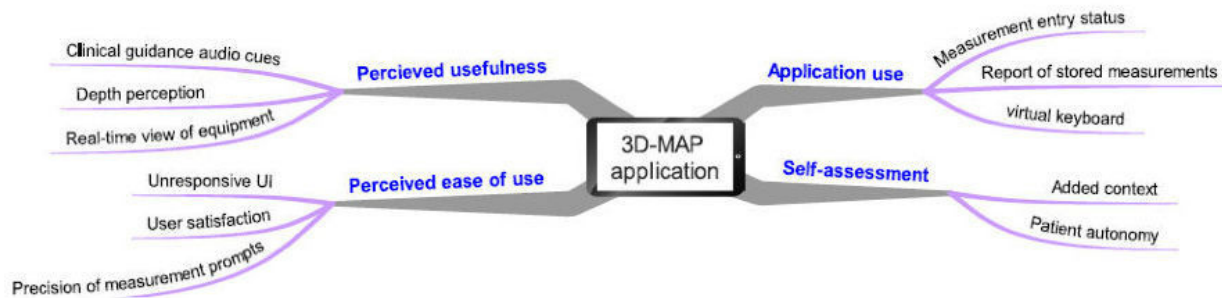 Clinical guidance audio cues
Depth perception
Real-time view of equipment
Percieved usefulness
Unresponsive UI
User satisfaction
Precision of measurement prompts
Perceived ease of use
3D-MAP
application
Application use
Measurement entry status
Report of stored measurements
virtual keyboard
Self-assessment
Added context
Patient autonomy